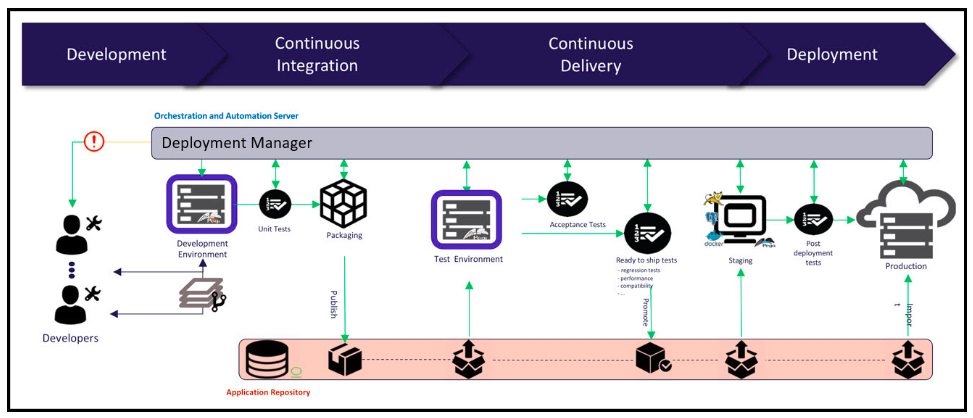 Development
Continuous
Integration
Continuous
Delivery
Deployment
Orchestration and Automation Server
Deployment Manager
Development
Environment
Unit Tests
Packaging
Test Environment
Acceptance Tests
Ready to ship tests
- regression tests
- performance
- compatibility
- ...
docker
Staging
Post
deployment
tests
Production
Developers
Publish
Promote
Impor
t
Application Repository